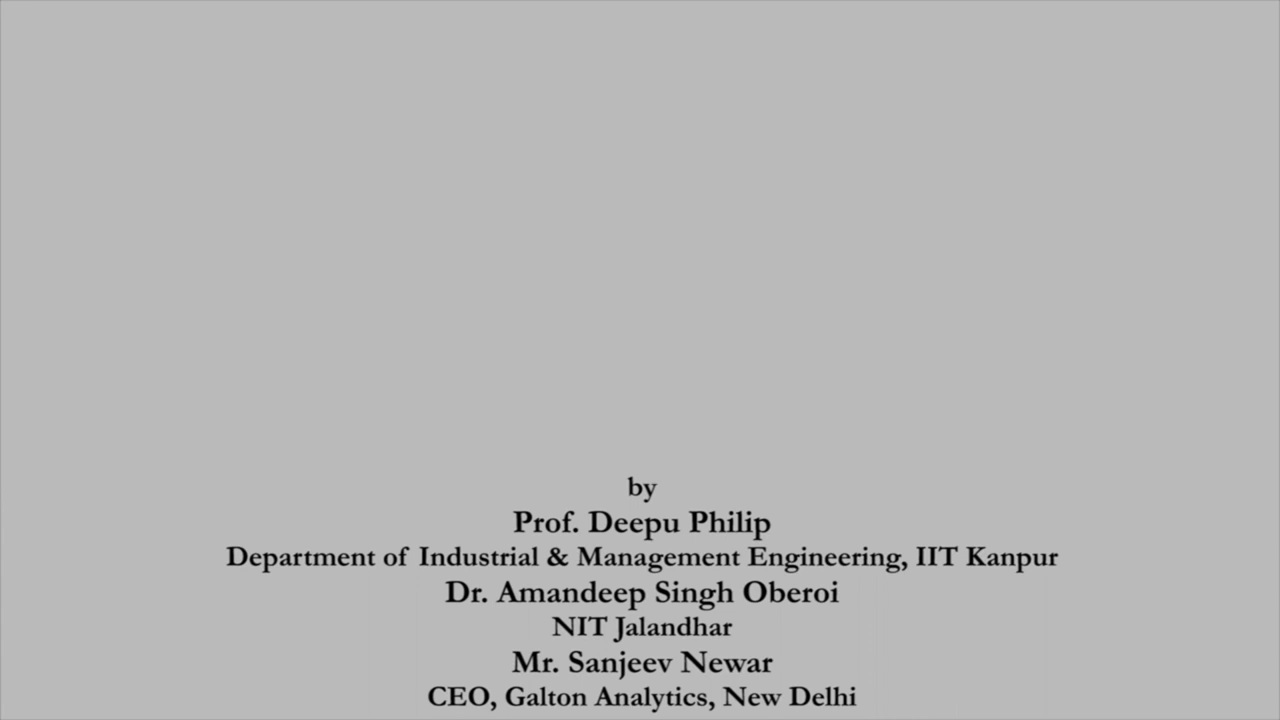 by
Prof. Deepu Philip
Department of Industrial & Management Engineering, IIT Kanpur
Dr. Amandeep Singh Oberoi
NIT Jalandhar
Mr. Sanjeev Newar
CEO, Galton Analytics, New Delhi